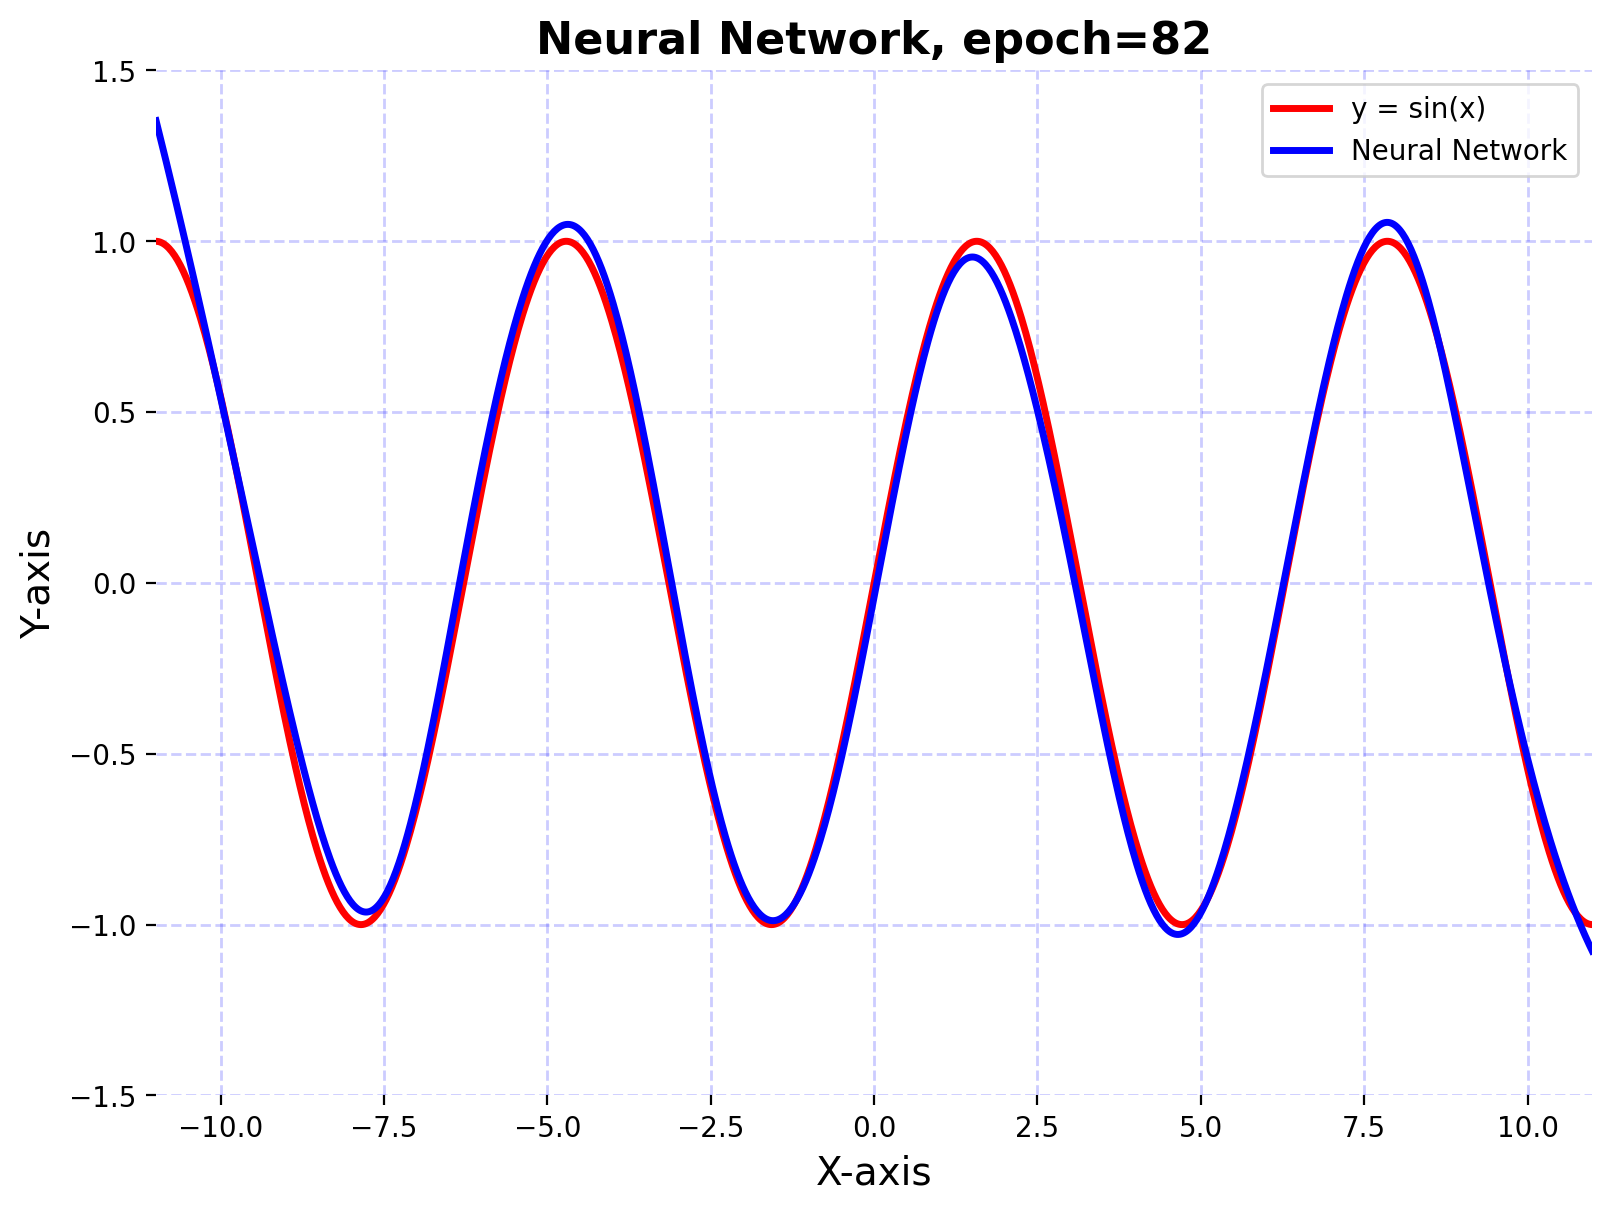 Neural Network, epoch=82
y = sin(x)
Neural Network
1.5
1.0
0.5
0.0
−0.5
−1.0
−1.5
Y-axis
−10.0 −7.5 −5.0 −2.5 0.0 2.5 5.0 7.5 10.0
X-axis